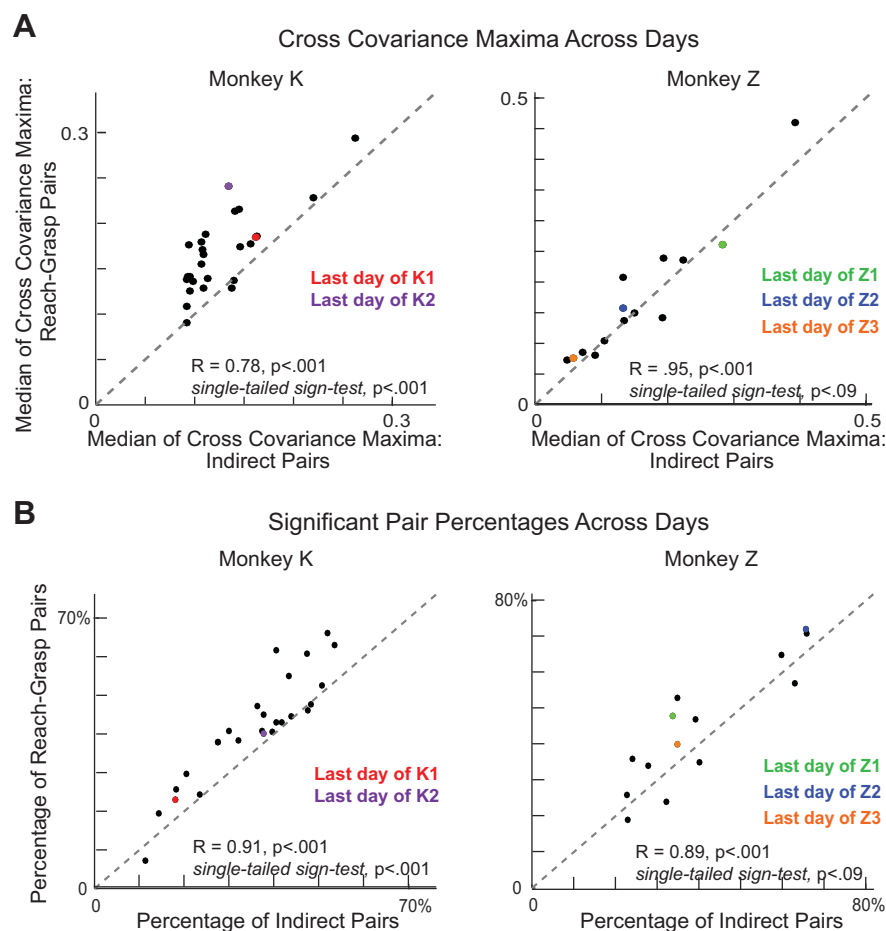 A
Cross Covariance Maxima Across Days
Monkey K
Monkey Z
Median of Cross Covariance Maxima:
Reach-Grasp Pairs
0.3
0
0
0.3
Last day of K1
Last day of K2
R = 0.78, p<.001
single-tailed sign-test, p<.001
Median of Cross Covariance Maxima:
Indirect Pairs
0.5
0
0
0.5
Last day of Z1
Last day of Z2
Last day of Z3
R = .95, p<.001
single-tailed sign-test, p<.09
Median of Cross Covariance Maxima:
Indirect Pairs
B
Significant Pair Percentages Across Days
Monkey K
Monkey Z
Percentage of Reach-Grasp Pairs
70%
0
0
70%
Last day of K1
Last day of K2
R = 0.91, p<.001
single-tailed sign-test, p<.001
Percentage of Indirect Pairs
80%
0
0
80%
Last day of Z1
Last day of Z2
Last day of Z3
R = 0.89, p<.001
single-tailed sign-test, p<.09
Percentage of Indirect Pairs